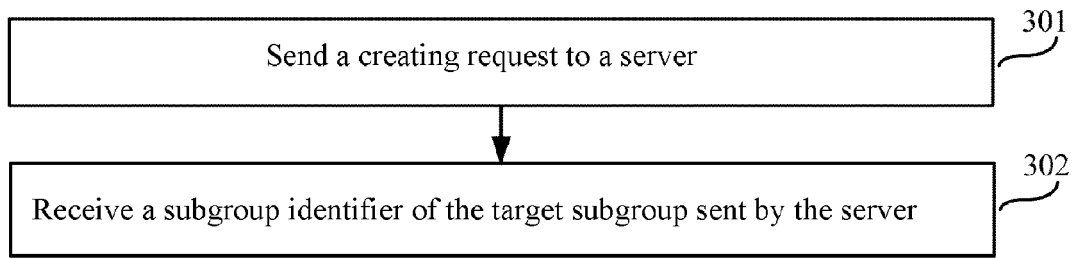 301
Send a creating request to a server
302
Receive a subgroup identifier of the target subgroup sent by the server